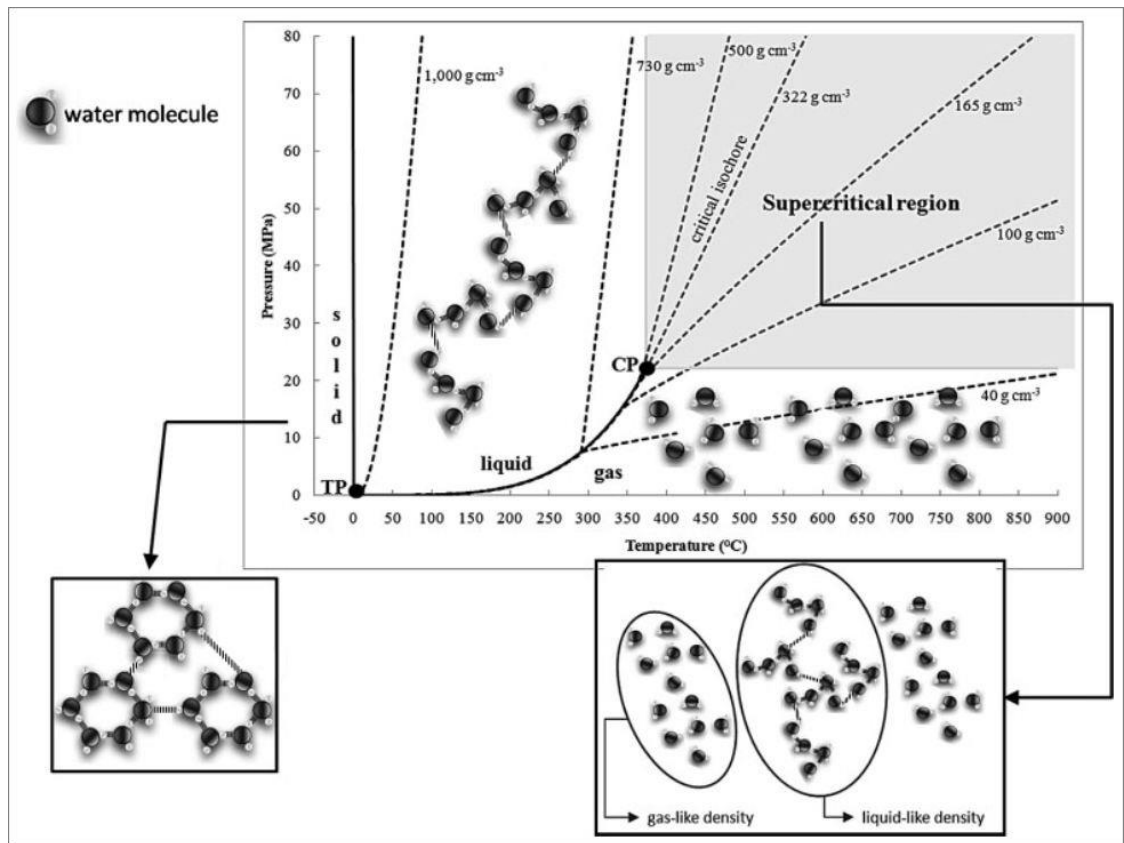 water molecule
80
70
60
50
40
30
20
10
0
Pressure (MPa)
-50 0 50 100 150 200 250 300 350 400 450 500 550 600 650 700 750 800 850 900
Temperature (°C)
1,000 g cm-3
730 g cm-3
500 g cm-3
322 g cm-3
165 g cm-3
critical isochore
Supercritical region
100 g cm-3
solid
CP
40 g cm-3
liquid
gas
TP
gas-like density
liquid-like density